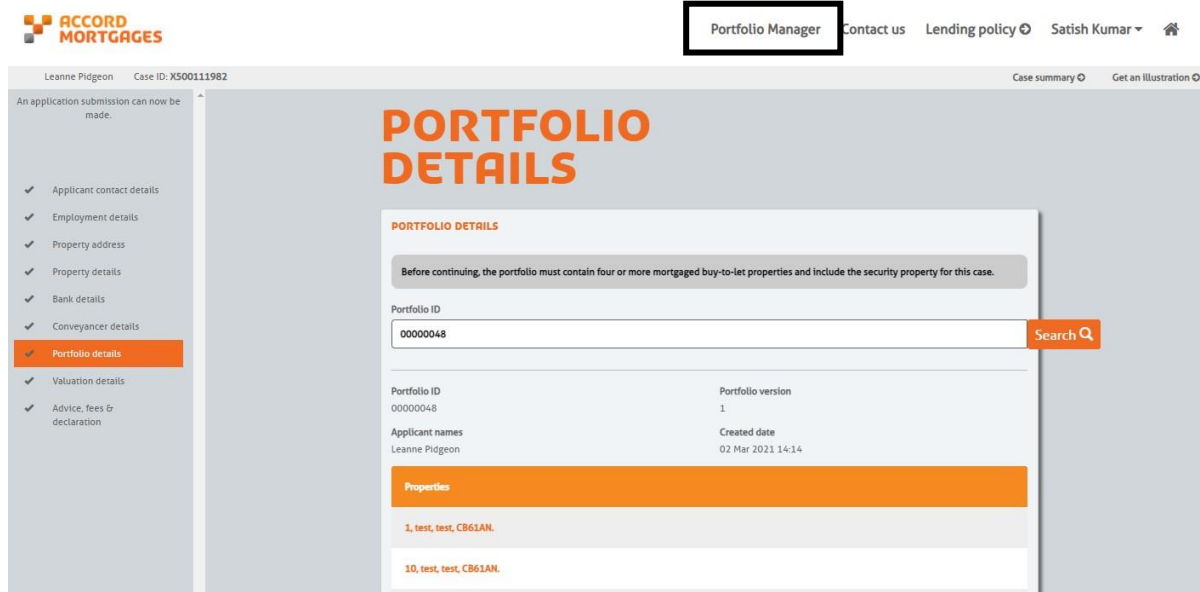 ACCORD
MORTGAGES
Portfolio Manager Contact us Lending policy Satish Kumar
Leanne Pidgeon Case ID: X500111982 Case summary Get an illustration
An application submission can now be
made.
Applicant contact details
Employment details
Property address
Property details
Bank details
Conveyancer details
Portfolio details
Valuation details
Advice, fees &
declaration
PORTFOLIO
DETAILS
PORTFOLIO DETAILS
Before continuing, the portfolio must contain four or more mortgaged buy-to-let properties and include the security property for this case.
Portfolio ID
00000048 Search
Portfolio ID Portfolio version
00000048 1
Applicant names Created date
Leanne Pidgeon 02 Mar 2021 14:14
Properties
1, test, test, CB61AN.
10, test, test, CB61AN.